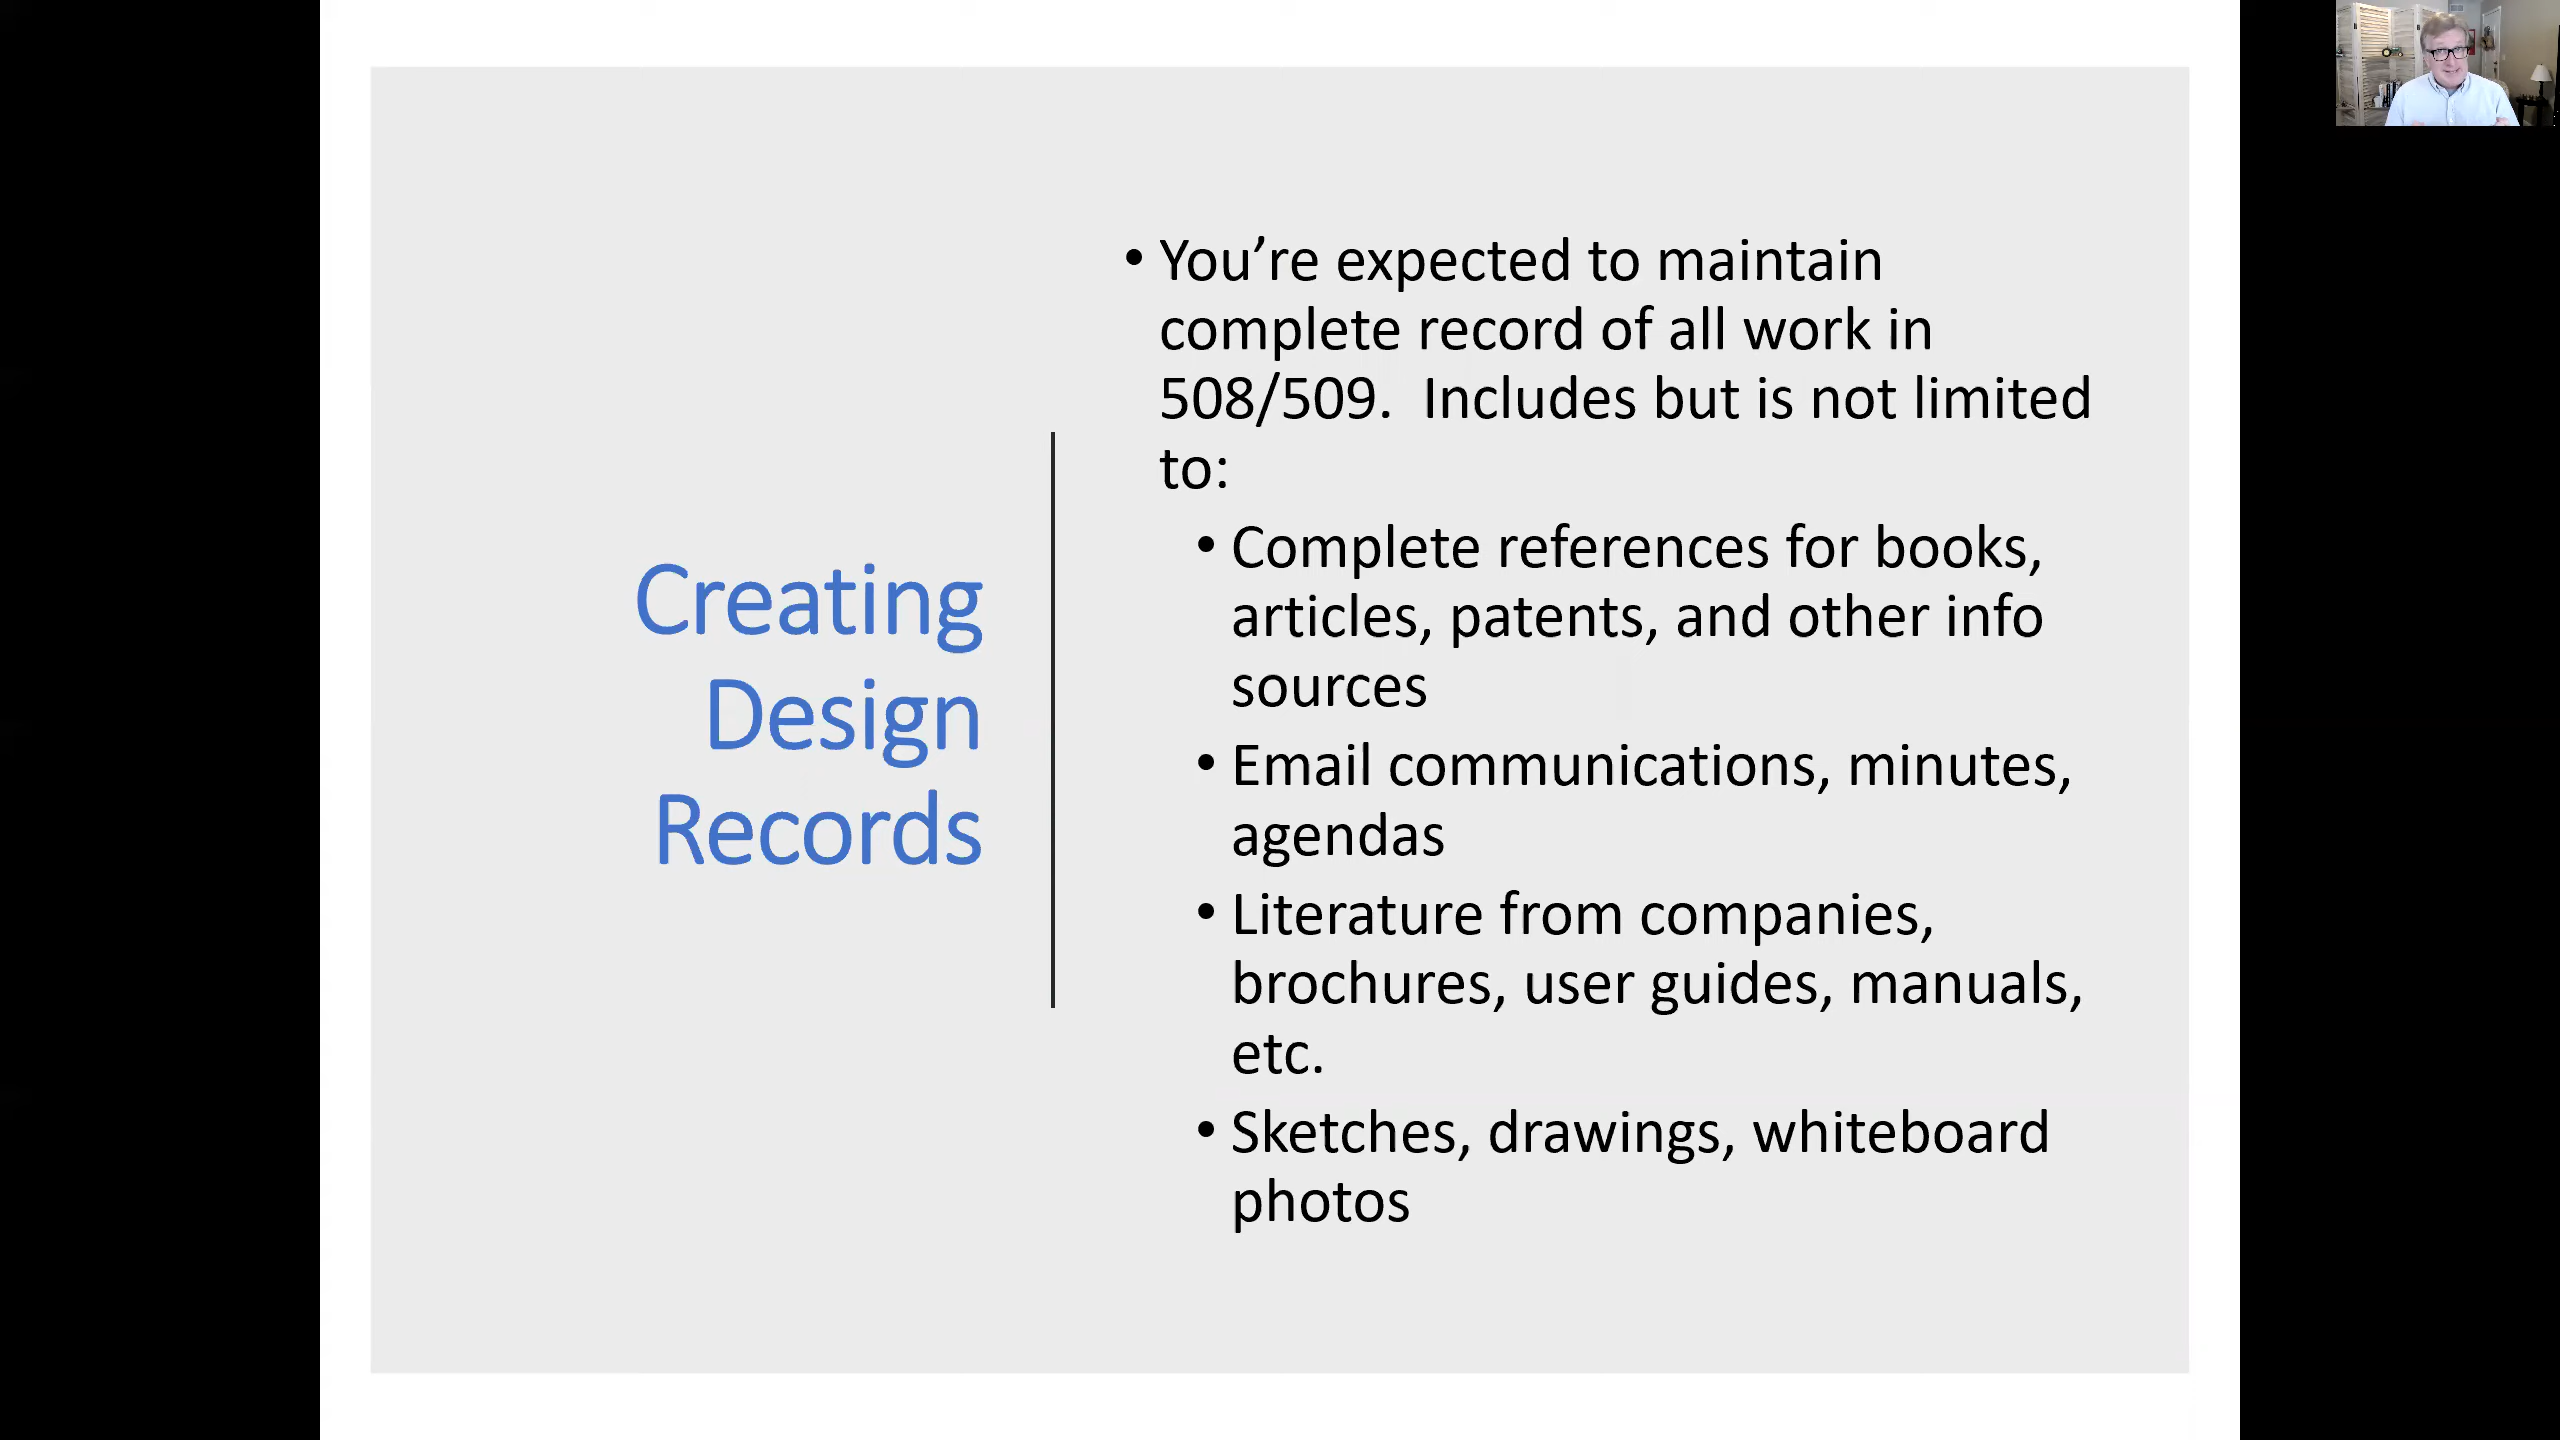 Creating
Design
Records
• You’re expected to maintain
complete record of all work in
508/509.  Includes but is not limited
to:
• Complete references for books,
articles, patents, and other info
sources
• Email communications, minutes,
agendas
• Literature from companies,
brochures, user guides, manuals,
etc.
• Sketches, drawings, whiteboard
photos